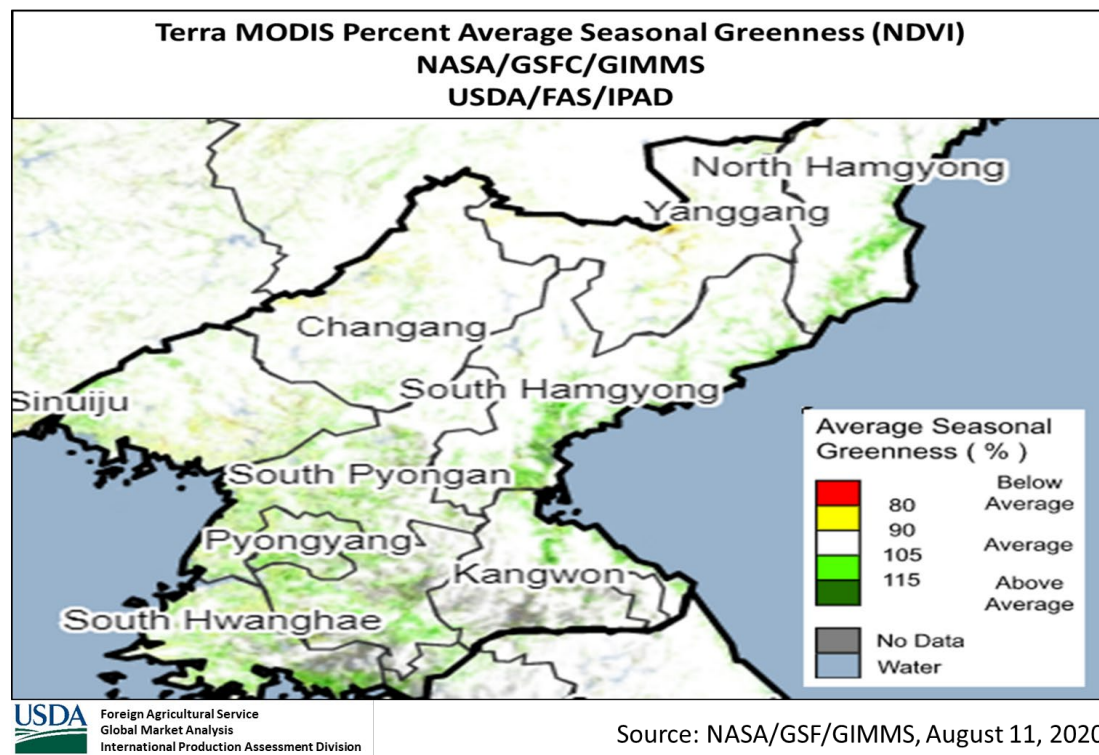 Terra MODIS Percent Average Seasonal Greenness (NDVI)
NASA/GSFC/GIMMS
USDA/FAS/IPAD
North Hamgyong
Yanggang
Changang
South Hamgyong
Sinuiju
South Pyongan
Pyongyang
Kangwon
South Hwanghae
Average Seasonal
Greenness ( % )
Below
Average
80
90
Average
105
115
Above
Average
No Data
Water
USDA
Foreign Agricultural Service
Global Market Analysis
International Production Assessment Division
Source: NASA/GSF/GIMMS, August 11, 2020